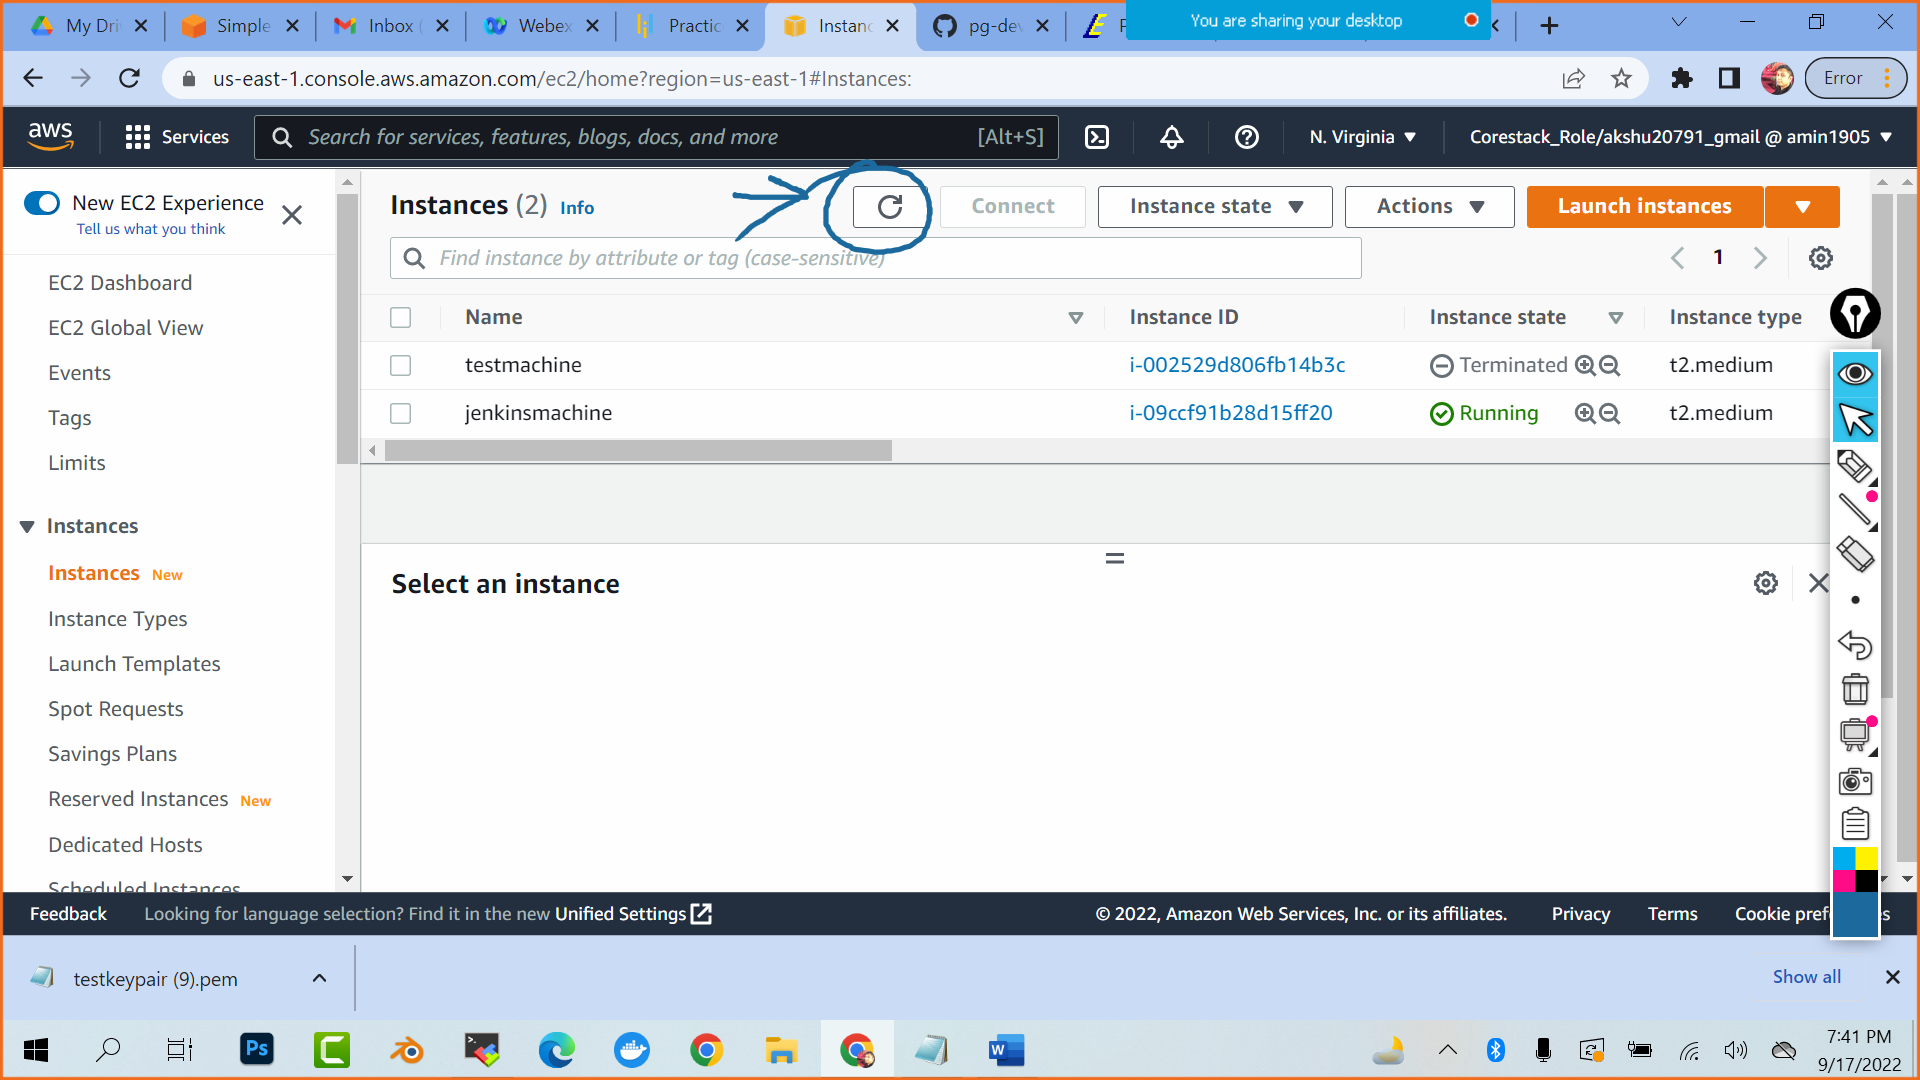 My Dri
Simple
Inbox (
Webex
Practic
Instanc
pg-dev
You are sharing your desktop
us-east-1.console.aws.amazon.com/ec2/home?region=us-east-1#Instances:
Error
aws
Services
Search for services, features, blogs, docs, and more
[Alt+S]
N. Virginia
Corestack_Role/akshu20791_gmail @ amin1905
New EC2 Experience
Tell us what you think
EC2 Dashboard
EC2 Global View
Events
Tags
Limits
Instances
Instances New
Instance Types
Launch Templates
Spot Requests
Savings Plans
Reserved Instances New
Dedicated Hosts
Scheduled Instances
Instances (2) Info
Connect
Instance state
Actions
Launch instances
Find instance by attribute or tag (case-sensitive)
1
Name Instance ID Instance state Instance type
testmachine i-002529d806fb14b3c Terminated t2.medium
jenkinsmachine i-09ccf91b28d15ff20 Running t2.medium
Select an instance
Feedback
Looking for language selection? Find it in the new Unified Settings
© 2022, Amazon Web Services, Inc. or its affiliates.
Privacy
Terms
Cookie pref
s
testkeypair (9).pem
Show all
Ps
W
7:41 PM
9/17/2022